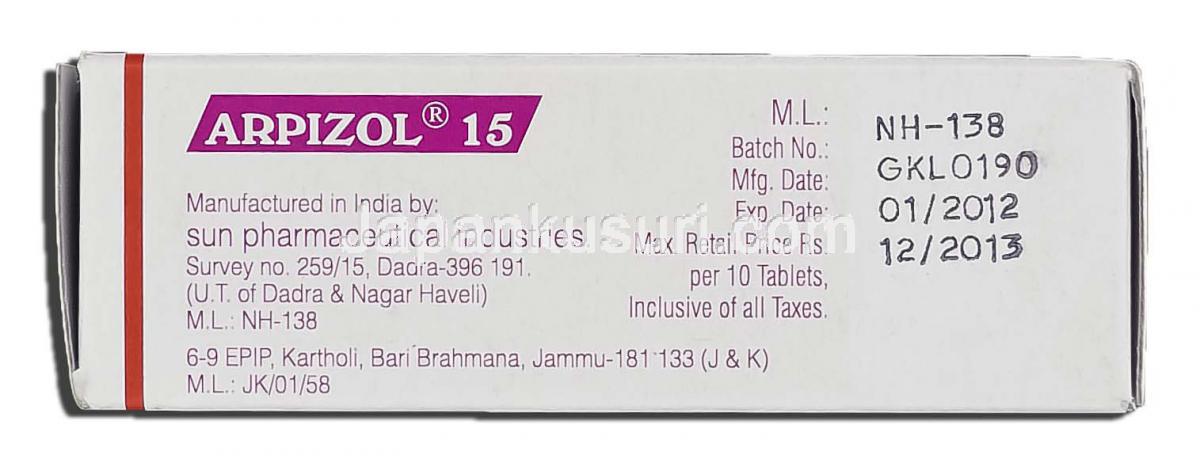 ARPIZOL® 15
Manufactured in India by:
sun pharmaceutical industries
Survey no. 259/15, Dadra-396 191.
(U.T. of Dadra & Nagar Haveli)
M.L.: NH-138
6-9 EPIP, Kartholi, Bari Brahmana, Jammu-181 133 (J & K)
M.L.: JK/01/58
M.L.: NH-138
Batch No.: GKL0190
Mfg. Date: 01/2012
Exp. Date: 12/2013
Max. Retail Price Rs.
per 10 Tablets,
Inclusive of all Taxes.
Japankusuri.com